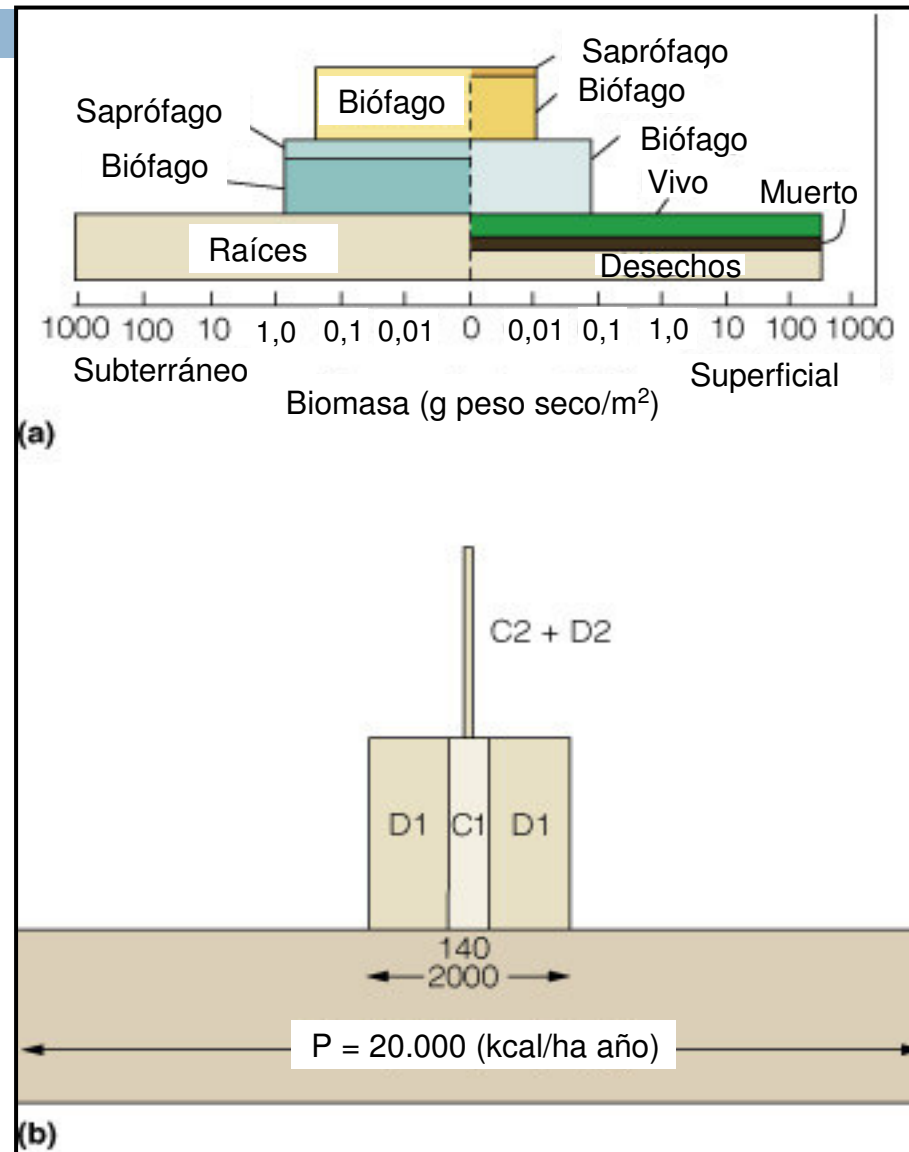 Saprófago
Biófago
Biófago
Saprófago
Biófago
Biófago
Vivo
Muerto
Raíces
Desechos
1000 100 10 1,0 0,1 0,01 0 0,01 0,1 1,0 10 100 1000
Subterráneo
Superficial
Biomasa (g peso seco/m²)
(a)
C2 + D2
D1 C1 D1
140
2000
P = 20.000 (kcal/ha año)
(b)